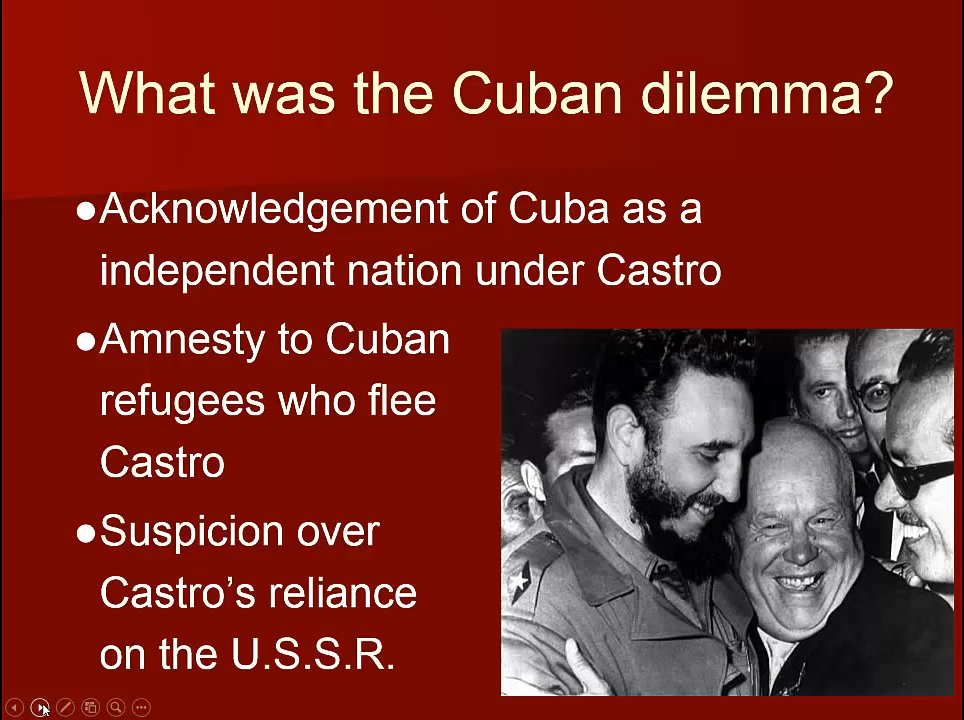 What was the Cuban dilemma?
●Acknowledgement of Cuba as a
independent nation under Castro
●Amnesty to Cuban
refugees who flee
Castro
●Suspicion over
Castro’s reliance
on the U.S.S.R.